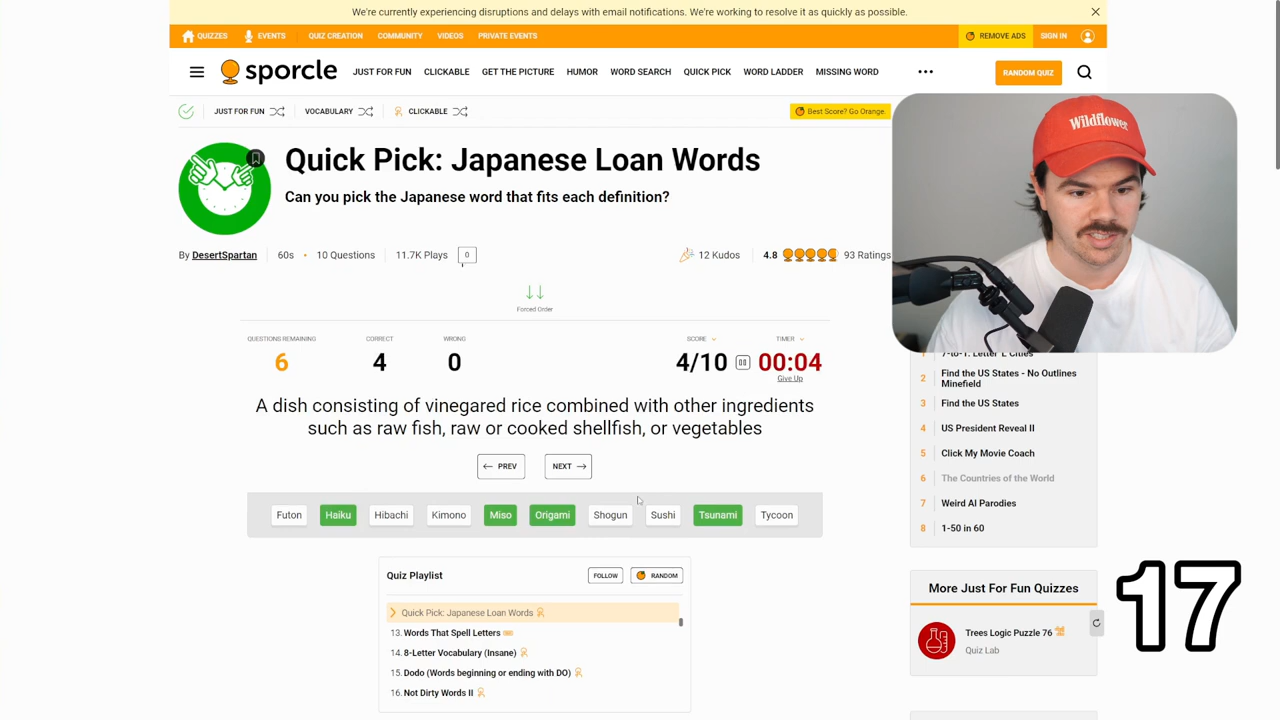 We're currently experiencing disruptions and delays with email notifications. We're working to resolve it as quickly as possible.
QUIZZES EVENTS QUIZ CREATION COMMUNITY VIDEOS PRIVATE EVENTS REMOVE ADS SIGN IN
sporcle JUST FOR FUN CLICKABLE GET THE PICTURE HUMOR WORD SEARCH QUICK PICK WORD LADDER MISSING WORD RANDOM QUIZ
JUST FOR FUN VOCABULARY CLICKABLE Best Score? Go Orange.
Wildflower
Quick Pick: Japanese Loan Words
Can you pick the Japanese word that fits each definition?
By DesertSpartan 60s • 10 Questions 11.7K Plays 0 12 Kudos 4.8 93 Ratings
Forced Order
QUESTIONS REMAINING CORRECT WRONG SCORE TIMER
6 4 0 4/10 00:04
Give Up
A dish consisting of vinegared rice combined with other ingredients
such as raw fish, raw or cooked shellfish, or vegetables
PREV NEXT
Futon Haiku Hibachi Kimono Miso Origami Shogun Sushi Tsunami Tycoon
Quiz Playlist FOLLOW RANDOM
Quick Pick: Japanese Loan Words
13. Words That Spell Letters
14. 8-Letter Vocabulary (Insane)
15. Dodo (Words beginning or ending with DO)
16. Not Dirty Words II
2 Find the US States - No Outlines
Minefield
3 Find the US States
4 US President Reveal II
5 Click My Movie Coach
6 The Countries of the World
7 Weird Al Parodies
8 1-50 in 60
More Just For Fun Quizzes
Trees Logic Puzzle 76
Quiz Lab
17